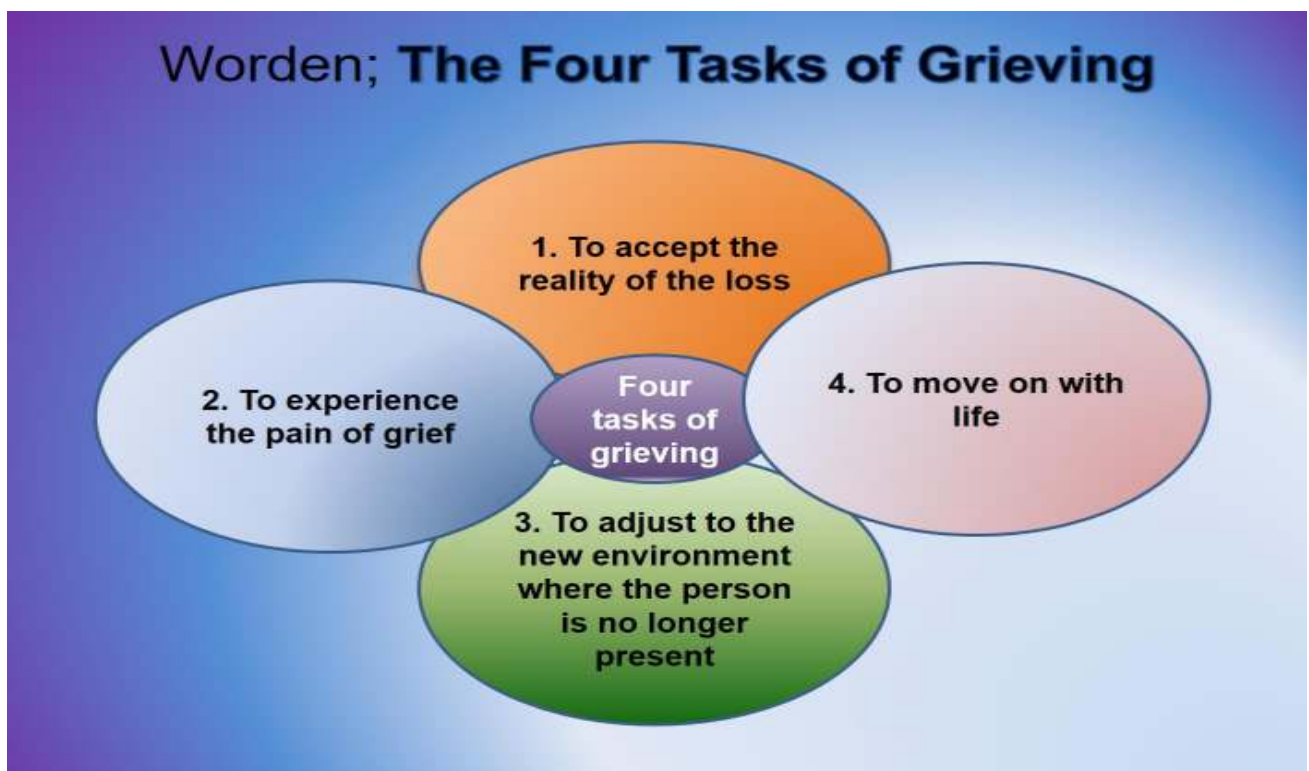 Worden; The Four Tasks of Grieving
1. To accept the
reality of the loss
2. To experience
the pain of grief
Four
tasks of
grieving
4. To move on with
life
3. To adjust to the
new environment
where the person
is no longer
present